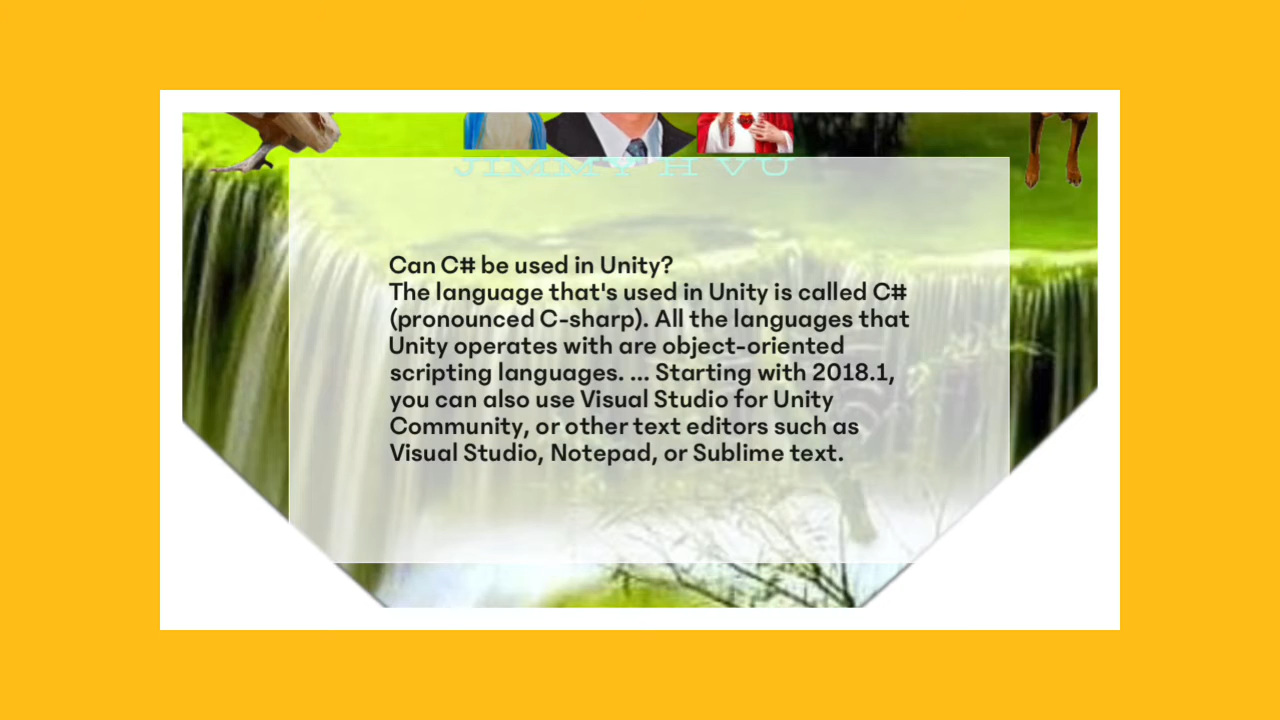 JIMMY H VU
Can C# be used in Unity?
The language that's used in Unity is called C#
(pronounced C-sharp). All the languages that
Unity operates with are object-oriented
scripting languages. ... Starting with 2018.1,
you can also use Visual Studio for Unity
Community, or other text editors such as
Visual Studio, Notepad, or Sublime text.